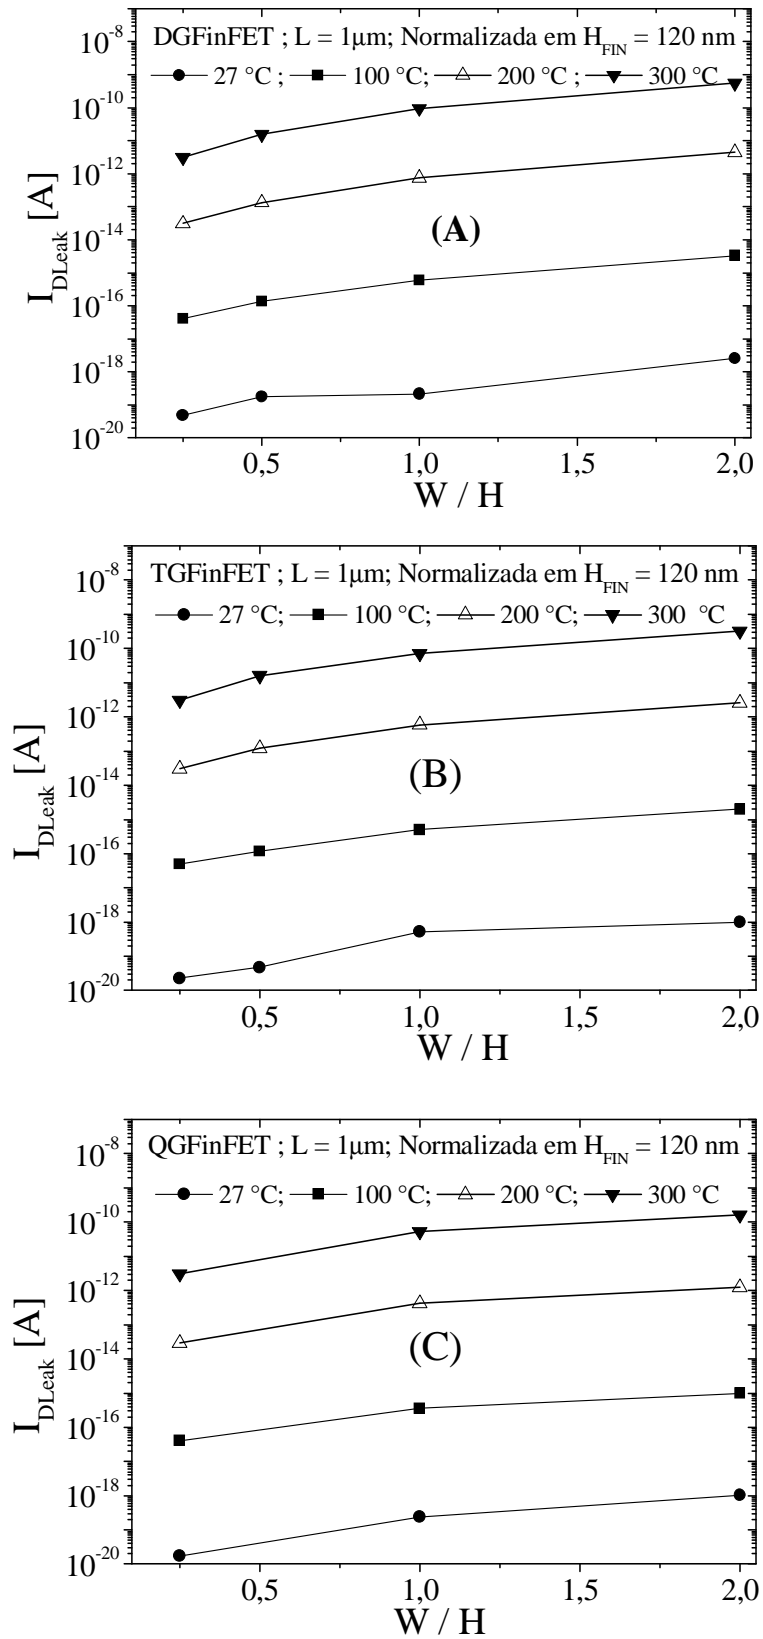 DGFinFET ; L = 1μm; Normalizada em H_FIN = 120 nm
27 °C ; 100 °C; 200 °C ; 300 °C
10^-8
10^-10
10^-12
10^-14
10^-16
10^-18
10^-20
I_DLeak [A]
(A)
0,5 1,0 1,5 2,0
W / H
TGFinFET ; L = 1μm; Normalizada em H_FIN = 120 nm
27 °C; 100 °C; 200 °C; 300 °C
10^-8
10^-10
10^-12
10^-14
10^-16
10^-18
10^-20
I_DLeak [A]
(B)
0,5 1,0 1,5 2,0
W / H
QGFinFET ; L = 1μm; Normalizada em H_FIN = 120 nm
27 °C; 100 °C; 200 °C; 300 °C
10^-8
10^-10
10^-12
10^-14
10^-16
10^-18
10^-20
I_DLeak [A]
(C)
0,5 1,0 1,5 2,0
W / H